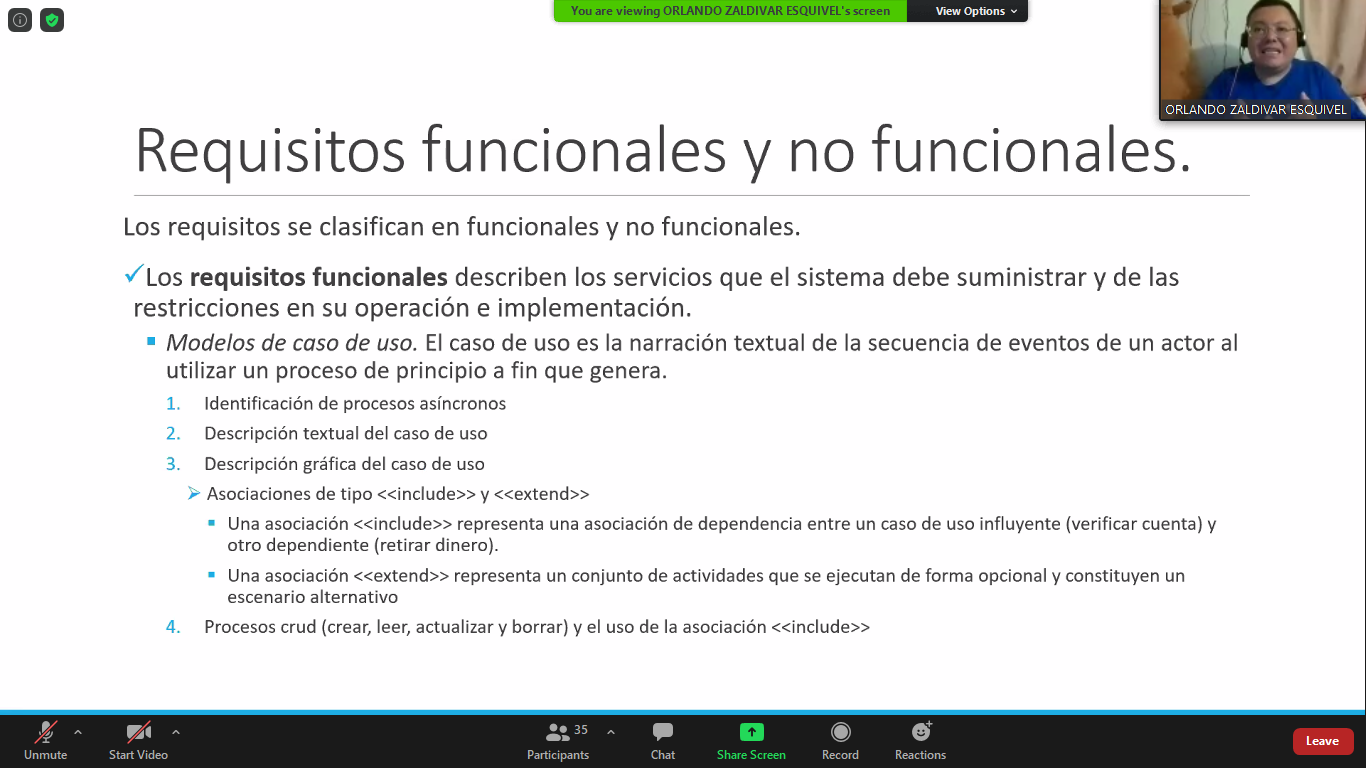 You are viewing ORLANDO ZALDIVAR ESQUIVEL's screen
View Options
ORLANDO ZALDIVAR ESQUIVEL
Requisitos funcionales y no funcionales.
Los requisitos se clasifican en funcionales y no funcionales.
Los requisitos funcionales describen los servicios que el sistema debe suministrar y de las
restricciones en su operación e implementación.
Modelos de caso de uso. El caso de uso es la narración textual de la secuencia de eventos de un actor al
utilizar un proceso de principio a fin que genera.
1. Identificación de procesos asíncronos
2. Descripción textual del caso de uso
3. Descripción gráfica del caso de uso
Asociaciones de tipo <<include>> y <<extend>>
Una asociación <<include>> representa una asociación de dependencia entre un caso de uso influyente (verificar cuenta) y
otro dependiente (retirar dinero).
Una asociación <<extend>> representa un conjunto de actividades que se ejecutan de forma opcional y constituyen un
escenario alternativo
4. Procesos crud (crear, leer, actualizar y borrar) y el uso de la asociación <<include>>
Unmute
Start Video
35
Participants
Chat
Share Screen
Record
Reactions
Leave